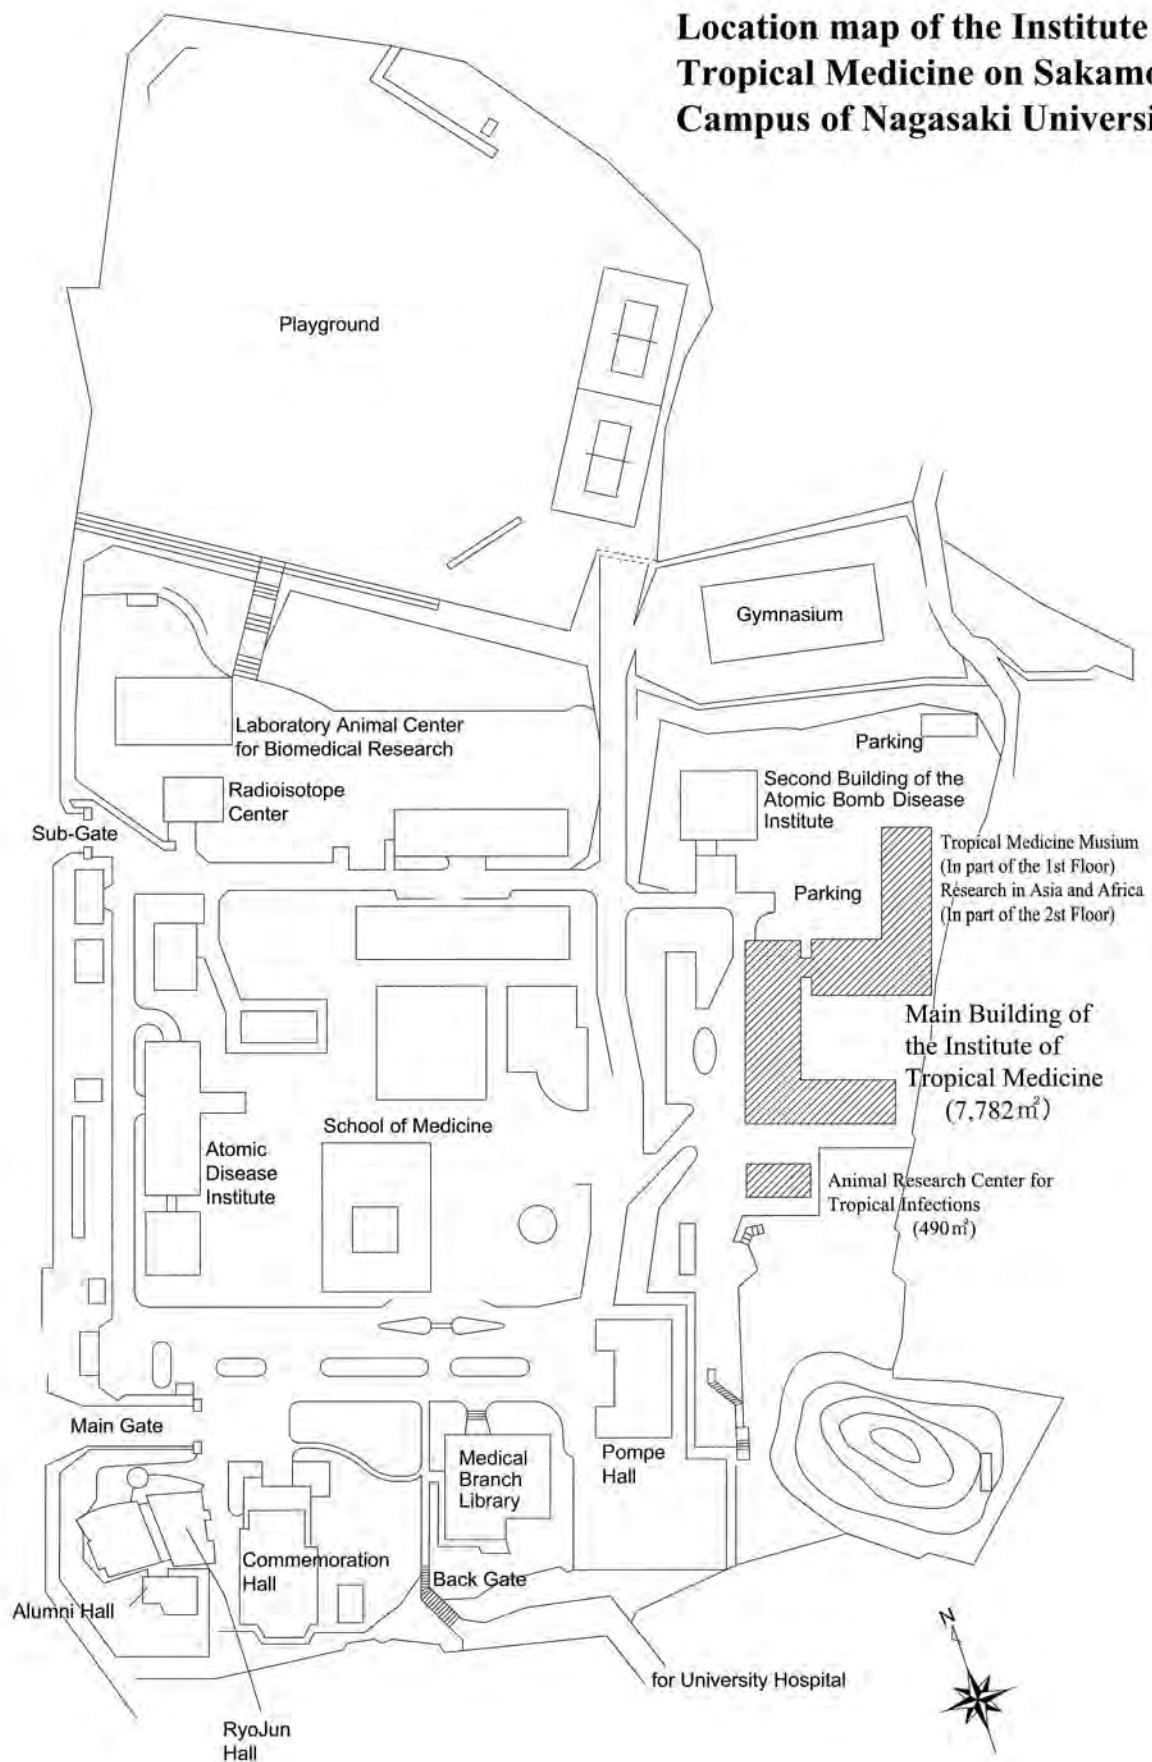 Location map of the Institute
Tropical Medicine on Sakam
Campus of Nagasaki Universi
Playground
Gymnasium
Laboratory Animal Center
for Biomedical Research
Parking
Radioisotope
Center
Second Building of the
Atomic Bomb Disease
Institute
Sub-Gate
Tropical Medicine Musium
(In part of the 1st Floor)
Research in Asia and Africa
(In part of the 2st Floor)
Parking
Main Building of
the Institute of
Tropical Medicine
(7,782㎡)
School of Medicine
Atomic
Disease
Institute
Animal Research Center for
Tropical Infections
(490㎡)
Main Gate
Medical
Branch
Library
Pompe
Hall
Commemoration
Hall
Back Gate
Alumni Hall
N
for University Hospital
RyoJun
Hall